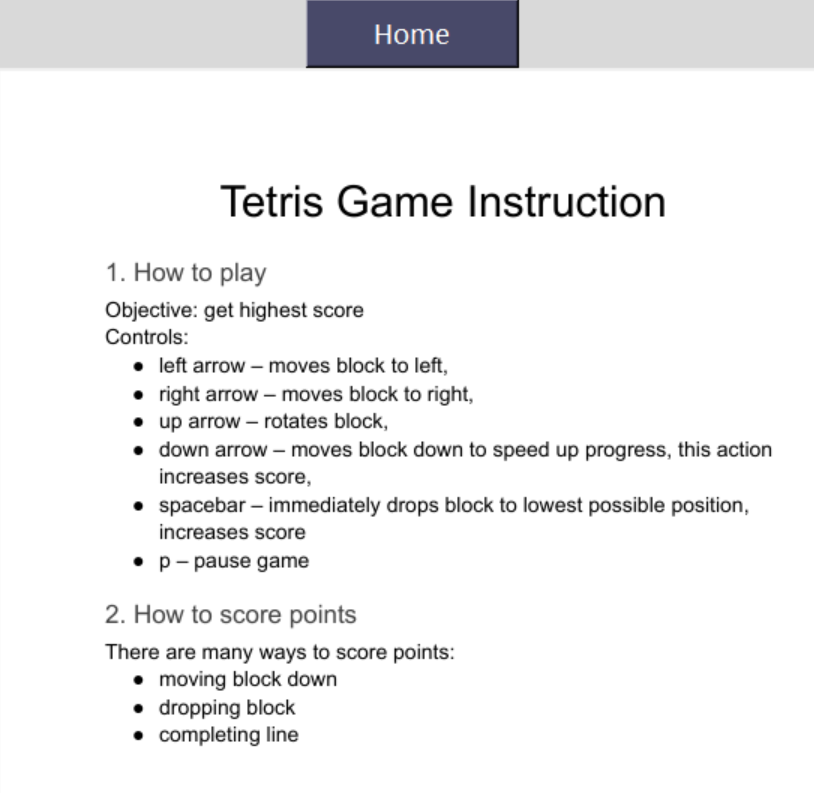 Home
Tetris Game Instruction
1. How to play
Objective: get highest score
Controls:
● left arrow – moves block to left,
● right arrow – moves block to right,
● up arrow – rotates block,
● down arrow – moves block down to speed up progress, this action
increases score,
● spacebar – immediately drops block to lowest possible position,
increases score
● p – pause game
2. How to score points
There are many ways to score points:
● moving block down
● dropping block
● completing line